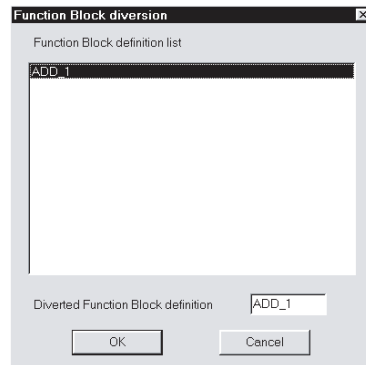 Function Block diversion
Function Block definition list
ADD_1
Diverted Function Block definition ADD_1
OK Cancel